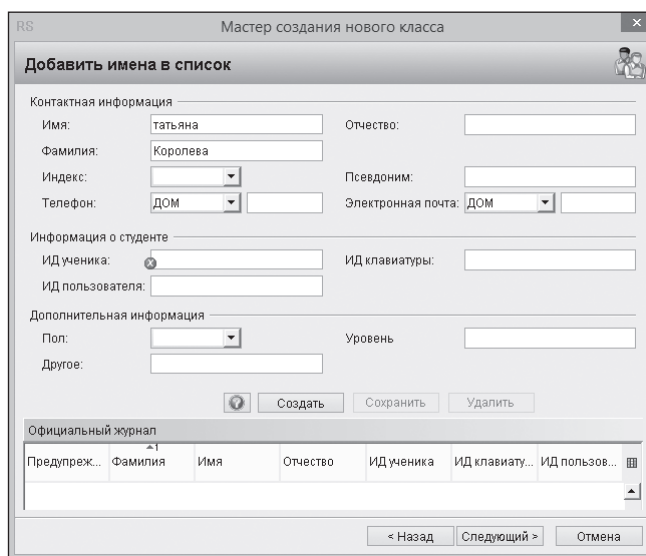 RS Мастер создания нового класса ×
Добавить имена в список
Контактная информация
Имя: татьяна Отчество:
Фамилия: Королева
Индекс: Псевдоним:
Телефон: ДОМ Электронная почта: ДОМ
Информация о студенте
ИД ученика: ИД клавиатуры:
ИД пользователя:
Дополнительная информация
Пол: Уровень
Другое:
Создать Сохранить Удалить
Официальный журнал
Предупреж... Фамилия 1 Имя Отчество ИД ученика ИД клавиату... ИД пользов...
< Назад Следующий > Отмена